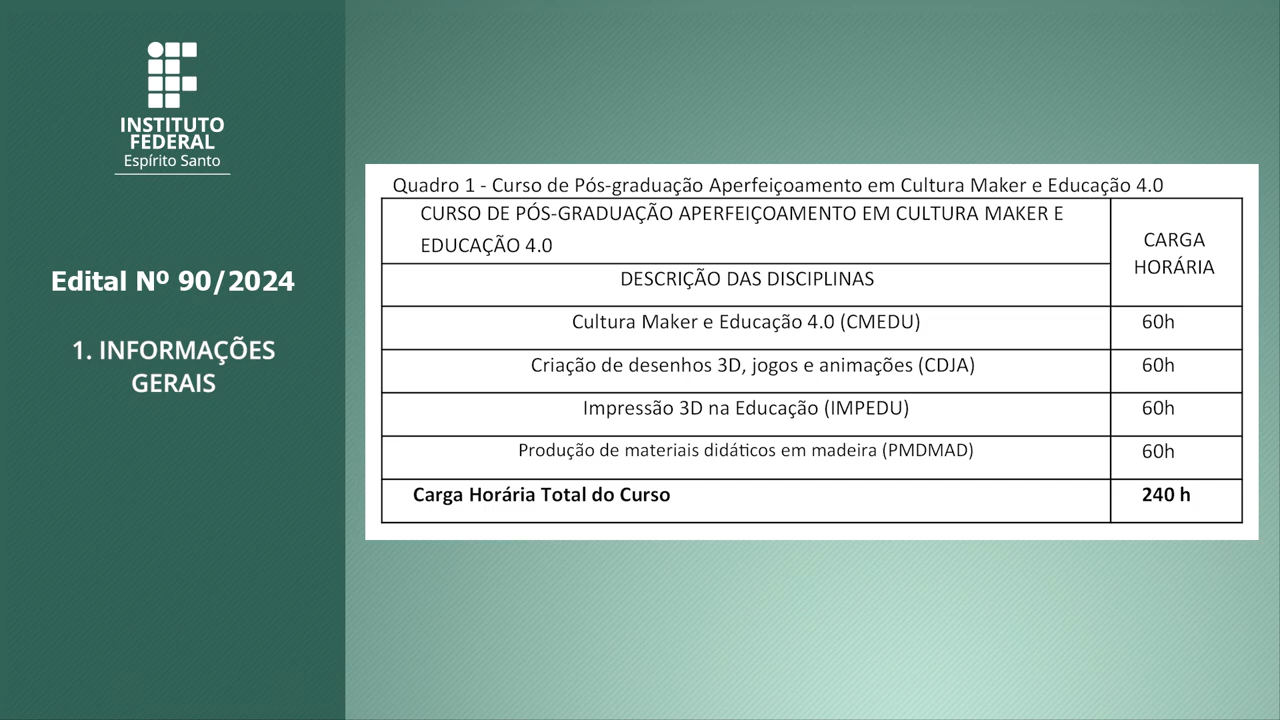 INSTITUTO
FEDERAL
Espírito Santo
Edital Nº 90/2024
1. INFORMAÇÕES
GERAIS
Quadro 1 - Curso de Pós-graduação Aperfeiçoamento em Cultura Maker e Educação 4.0
CURSO DE PÓS-GRADUAÇÃO APERFEIÇOAMENTO EM CULTURA MAKER E
EDUCAÇÃO 4.0
CARGA
HORÁRIA
DESCRIÇÃO DAS DISCIPLINAS
Cultura Maker e Educação 4.0 (CMEDU) 60h
Criação de desenhos 3D, jogos e animações (CDJA) 60h
Impressão 3D na Educação (IMPEDU) 60h
Produção de materiais didáticos em madeira (PMDMAD) 60h
Carga Horária Total do Curso 240 h